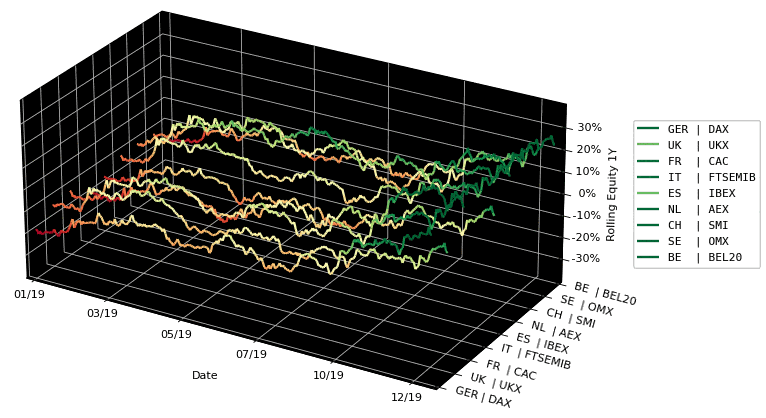 30%
20%
10%
0%
-10%
-20%
-30%
Rolling Equity 1Y
GER | DAX
UK | UKX
FR | CAC
IT | FTSEMIB
ES | IBEX
NL | AEX
CH | SMI
SE | OMX
BE | BEL20
BE | BEL20
SE | OMX
CH | SMI
NL | AEX
ES | IBEX
IT | FTSEMIB
FR | CAC
UK | UKX
GER | DAX
01/19
03/19
05/19
07/19
10/19
12/19
Date